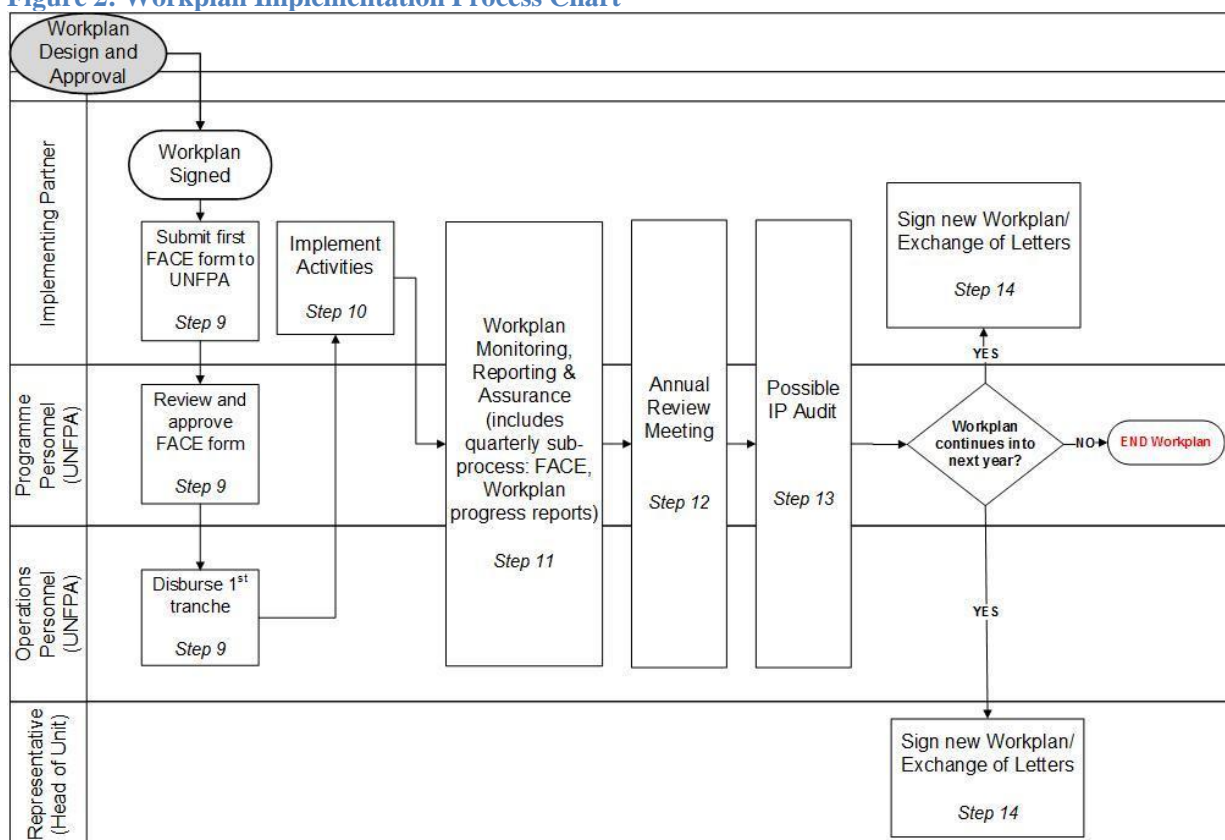 Figure 2: Workplan Implementation Process Chart
Workplan
Design and
Approval
Implementing Partner
Workplan
Signed
Submit first
FACE form to
UNFPA
Step 9
Implement
Activities
Step 10
Sign new Workplan/
Exchange of Letters
Step 14
YES
Programme
Personnel
(UNFPA)
Review and
approve
FACE form
Step 9
Workplan
Monitoring,
Reporting &
Assurance
(includes
quarterly sub-
process: FACE,
Workplan
progress reports)
Step 11
Annual
Review
Meeting
Step 12
Possible
IP Audit
Step 13
Workplan
continues into
next year?
NO
END Workplan
Operations
Personnel
(UNFPA)
Disburse 1st
tranche
Step 9
YES
Representative
(Head of Unit)
Sign new Workplan/
Exchange of Letters
Step 14